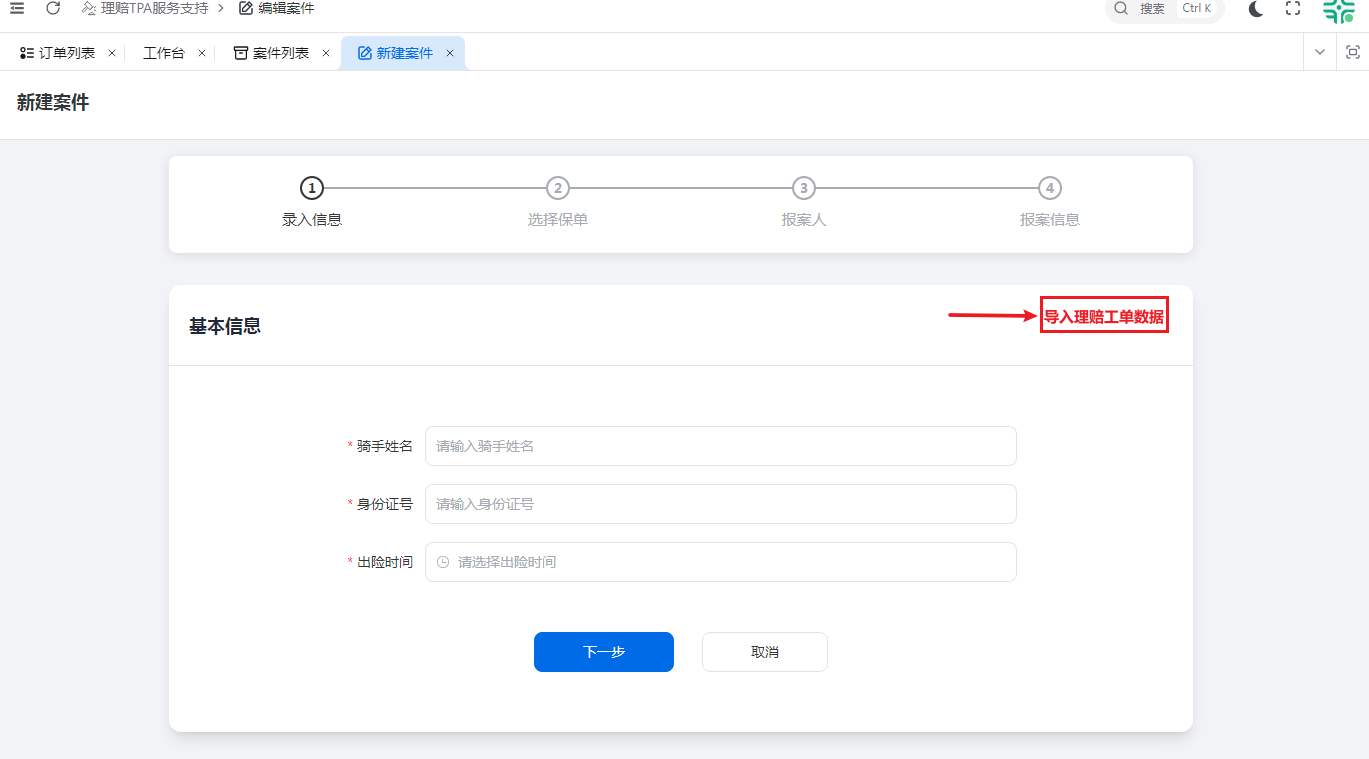 理赔TPA服务支持 > 编辑案件 搜索 Ctrl K
订单列表 × 工作台 × 案件列表 × 新建案件 ×
新建案件
1 2 3 4
录入信息 选择保单 报案人 报案信息
导入理赔工单数据
基本信息
* 骑手姓名 请输入骑手姓名
* 身份证号 请输入身份证号
* 出险时间 请选择出险时间
下一步 取消